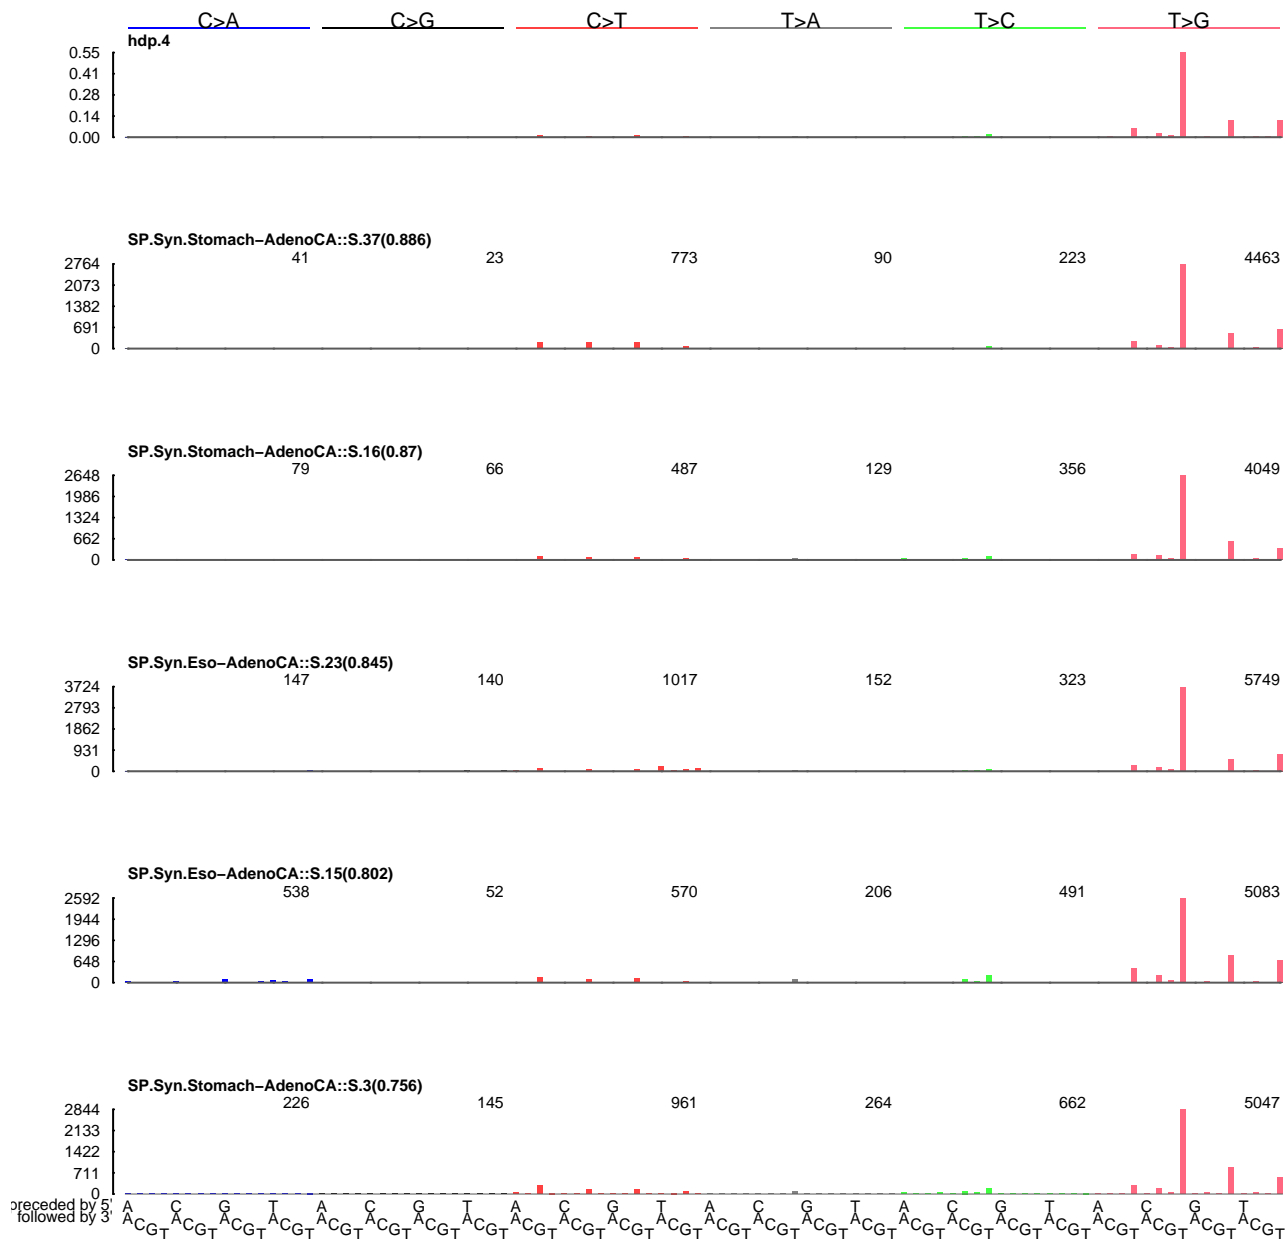 C>A C>G C>T T>A T>C T>G
hdp.4
0.55
0.41
0.28
0.14
0.00
SP.Syn.Stomach−AdenoCA::S.37(0.886)
41 23 773 90 223 4463
2764
2073
1382
691
0
SP.Syn.Stomach−AdenoCA::S.16(0.87)
79 66 487 129 356 4049
2648
1986
1324
662
0
SP.Syn.Eso−AdenoCA::S.23(0.845)
147 140 1017 152 323 5749
3724
2793
1862
931
0
SP.Syn.Eso−AdenoCA::S.15(0.802)
538 52 570 206 491 5083
2592
1944
1296
648
0
SP.Syn.Stomach−AdenoCA::S.3(0.756)
226 145 961 264 662 5047
2844
2133
1422
711
0
preceded by 5' A C G T A C G T A C G T A C G T A C G T A C G T
followed by 3' A C G T A C G T A C G T A C G T A C G T A C G T A C G T A C G T A C G T A C G T A C G T A C G T A C G T A C G T A C G T A C G T A C G T A C G T A C G T A C G T A C G T A C G T A C G T A C G T